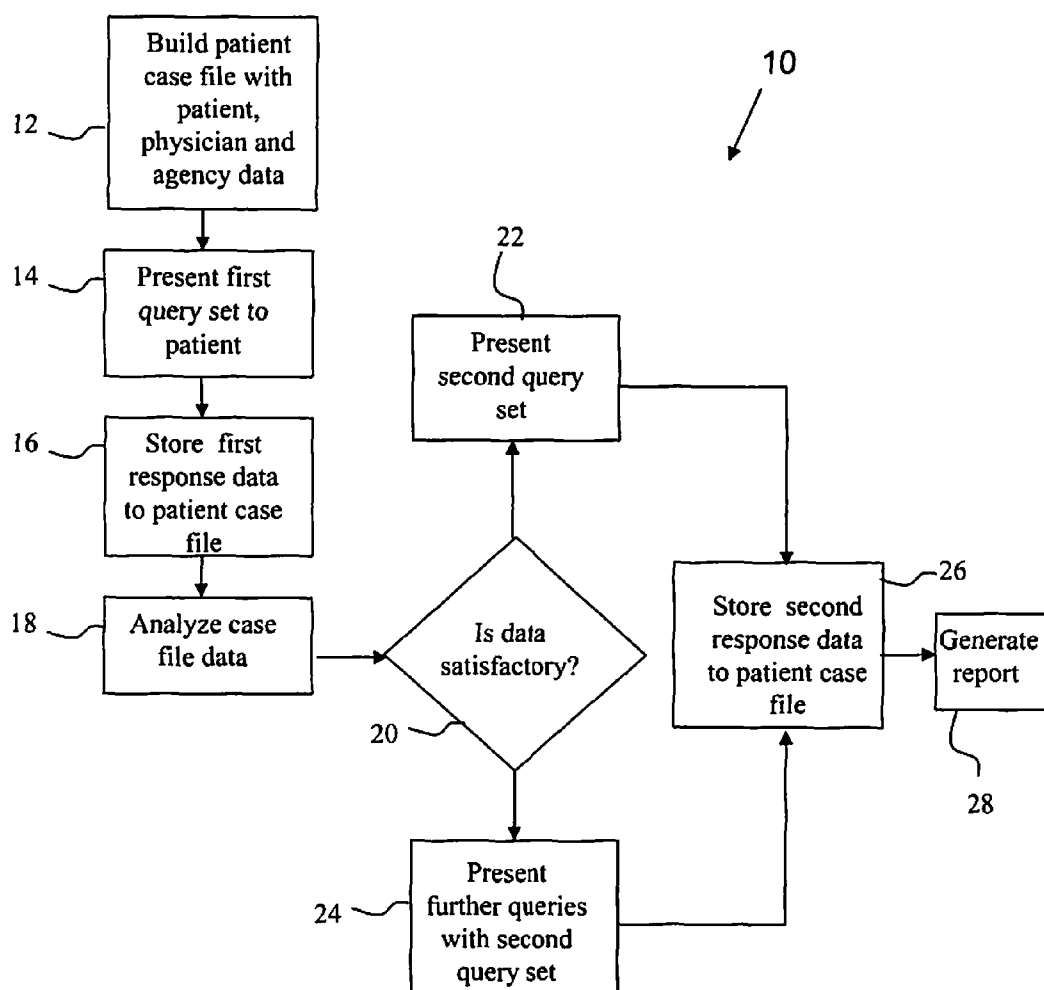 Build patient
case file with
patient,
physician and
agency data
12
10
14
Present first
query set to
patient
22
Present
second query
set
16
Store first
response data
to patient case
file
18
Analyze case
file data
Is data
satisfactory?
20
26
Store second
response data
to patient case
file
Generate
report
28
24
Present
further queries
with second
query set